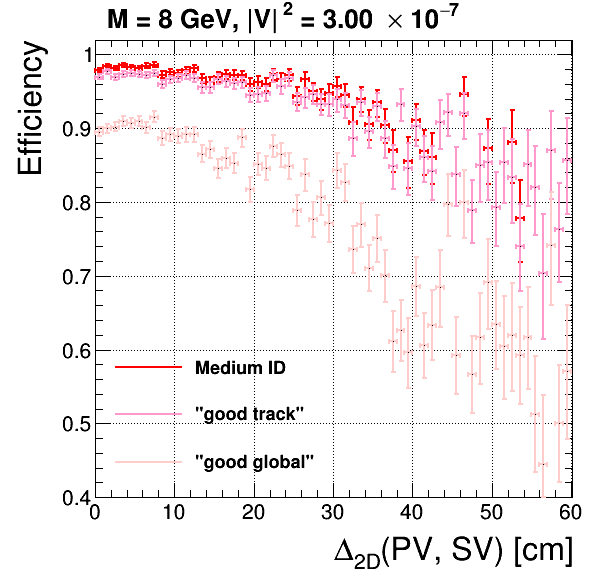 M = 8 GeV, |V|² = 3.00 × 10⁻⁷
Efficiency
1
0.9
0.8
0.7
0.6
0.5
0.4
Medium ID
"good track"
"good global"
0 10 20 30 40 50 60
Δ₂D(PV, SV) [cm]